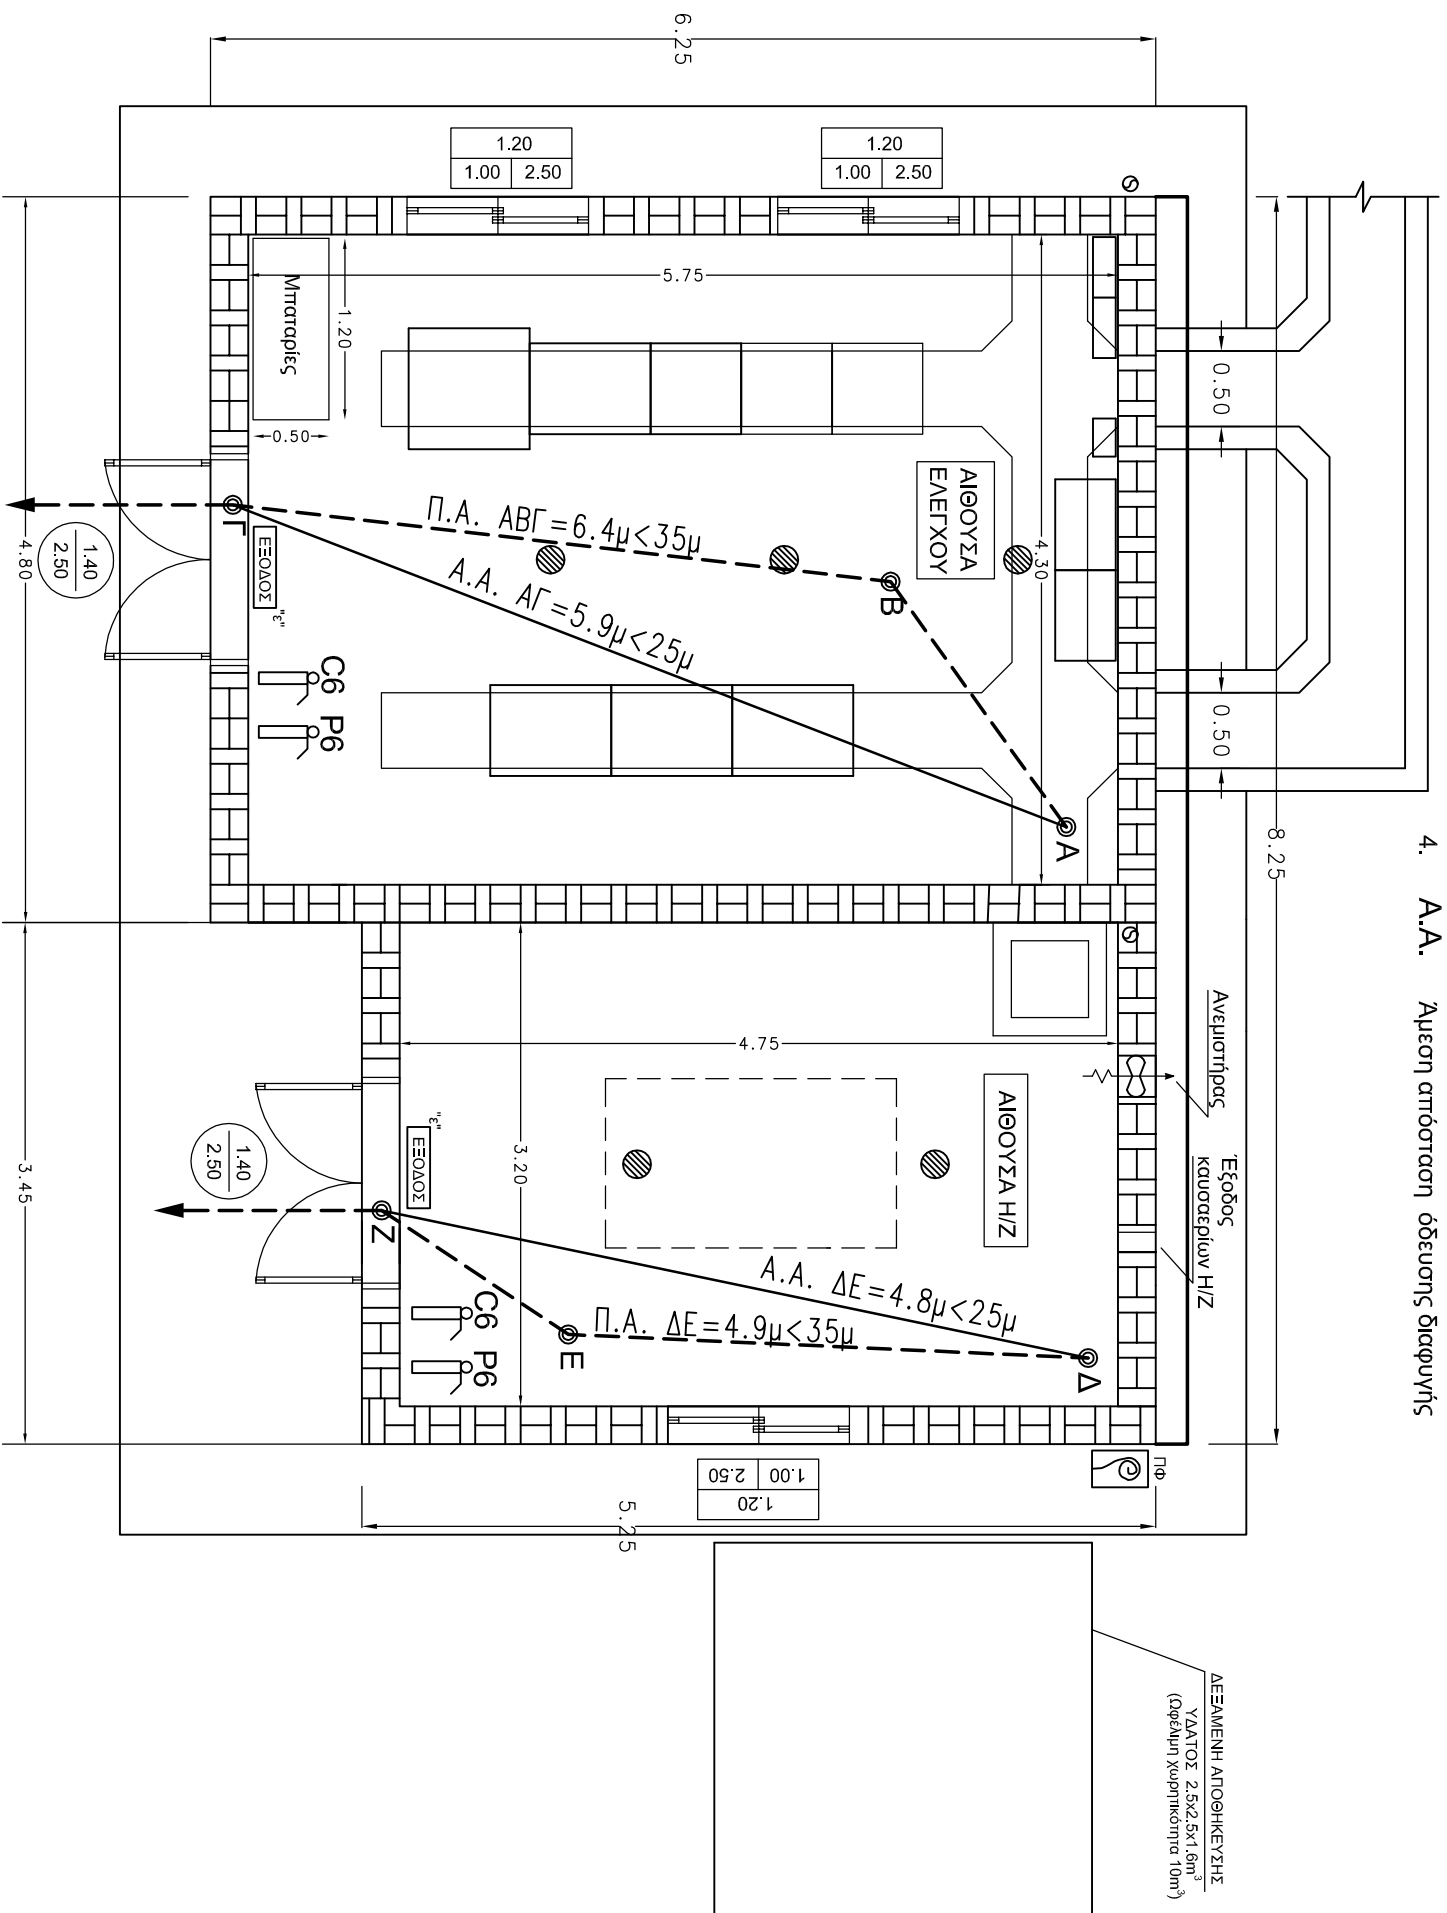 4. Α.Α. Άμεση απόσταση όδευσης διαφυγής
6.25
8.25
0.50
0.50
1.20
1.00 2.50
1.20
1.00 2.50
5.75
4.30
Μπαταρίες
1.20
0.50
ΑΙΘΟΥΣΑ
ΕΛΕΓΧΟΥ
Π.Α. ΑΒΓ=6.4μ<35μ
Α.Α. ΑΓ=5.9μ<25μ
Α
Β
Γ
ΕΞΟΔΟΣ
"ε"
C6 P6
1.40
2.50
4.80
Ανεμιστήρας
Έξοδος
καυσαερίων Η/Ζ
4.75
ΑΙΘΟΥΣΑ Η/Ζ
3.20
Α.Α. ΔΕ=4.8μ<25μ
Π.Α. ΔΕ=4.9μ<35μ
Δ
Ε
Ζ
"ε"
ΕΞΟΔΟΣ
C6 P6
1.40
2.50
3.45
ΠΦ
1.20
1.00 2.50
5.25
ΔΕΞΑΜΕΝΗ ΑΠΟΘΗΚΕΥΣΗΣ
ΥΔΑΤΟΣ 2.5x2.5x1.6m³
(Ωφέλιμη χωρητικότητα 10m³)